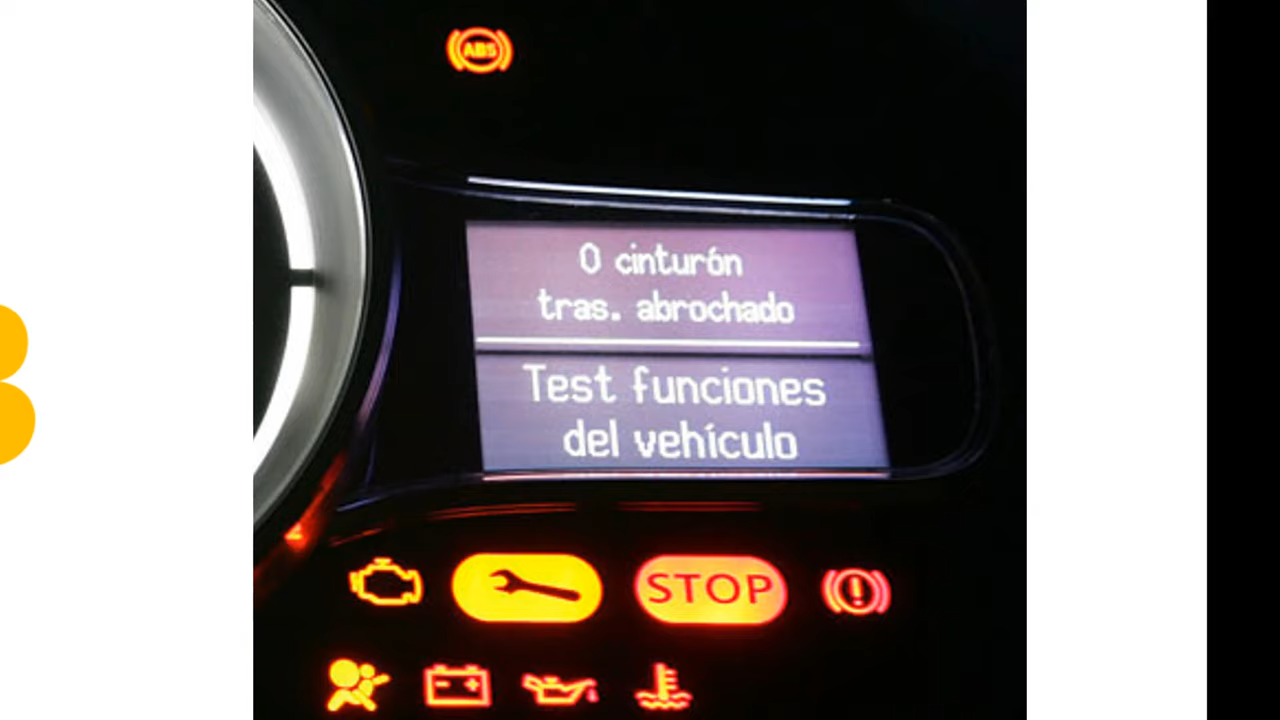 ABS
0 cinturón
tras. abrochado
Test funciones
del vehículo
STOP